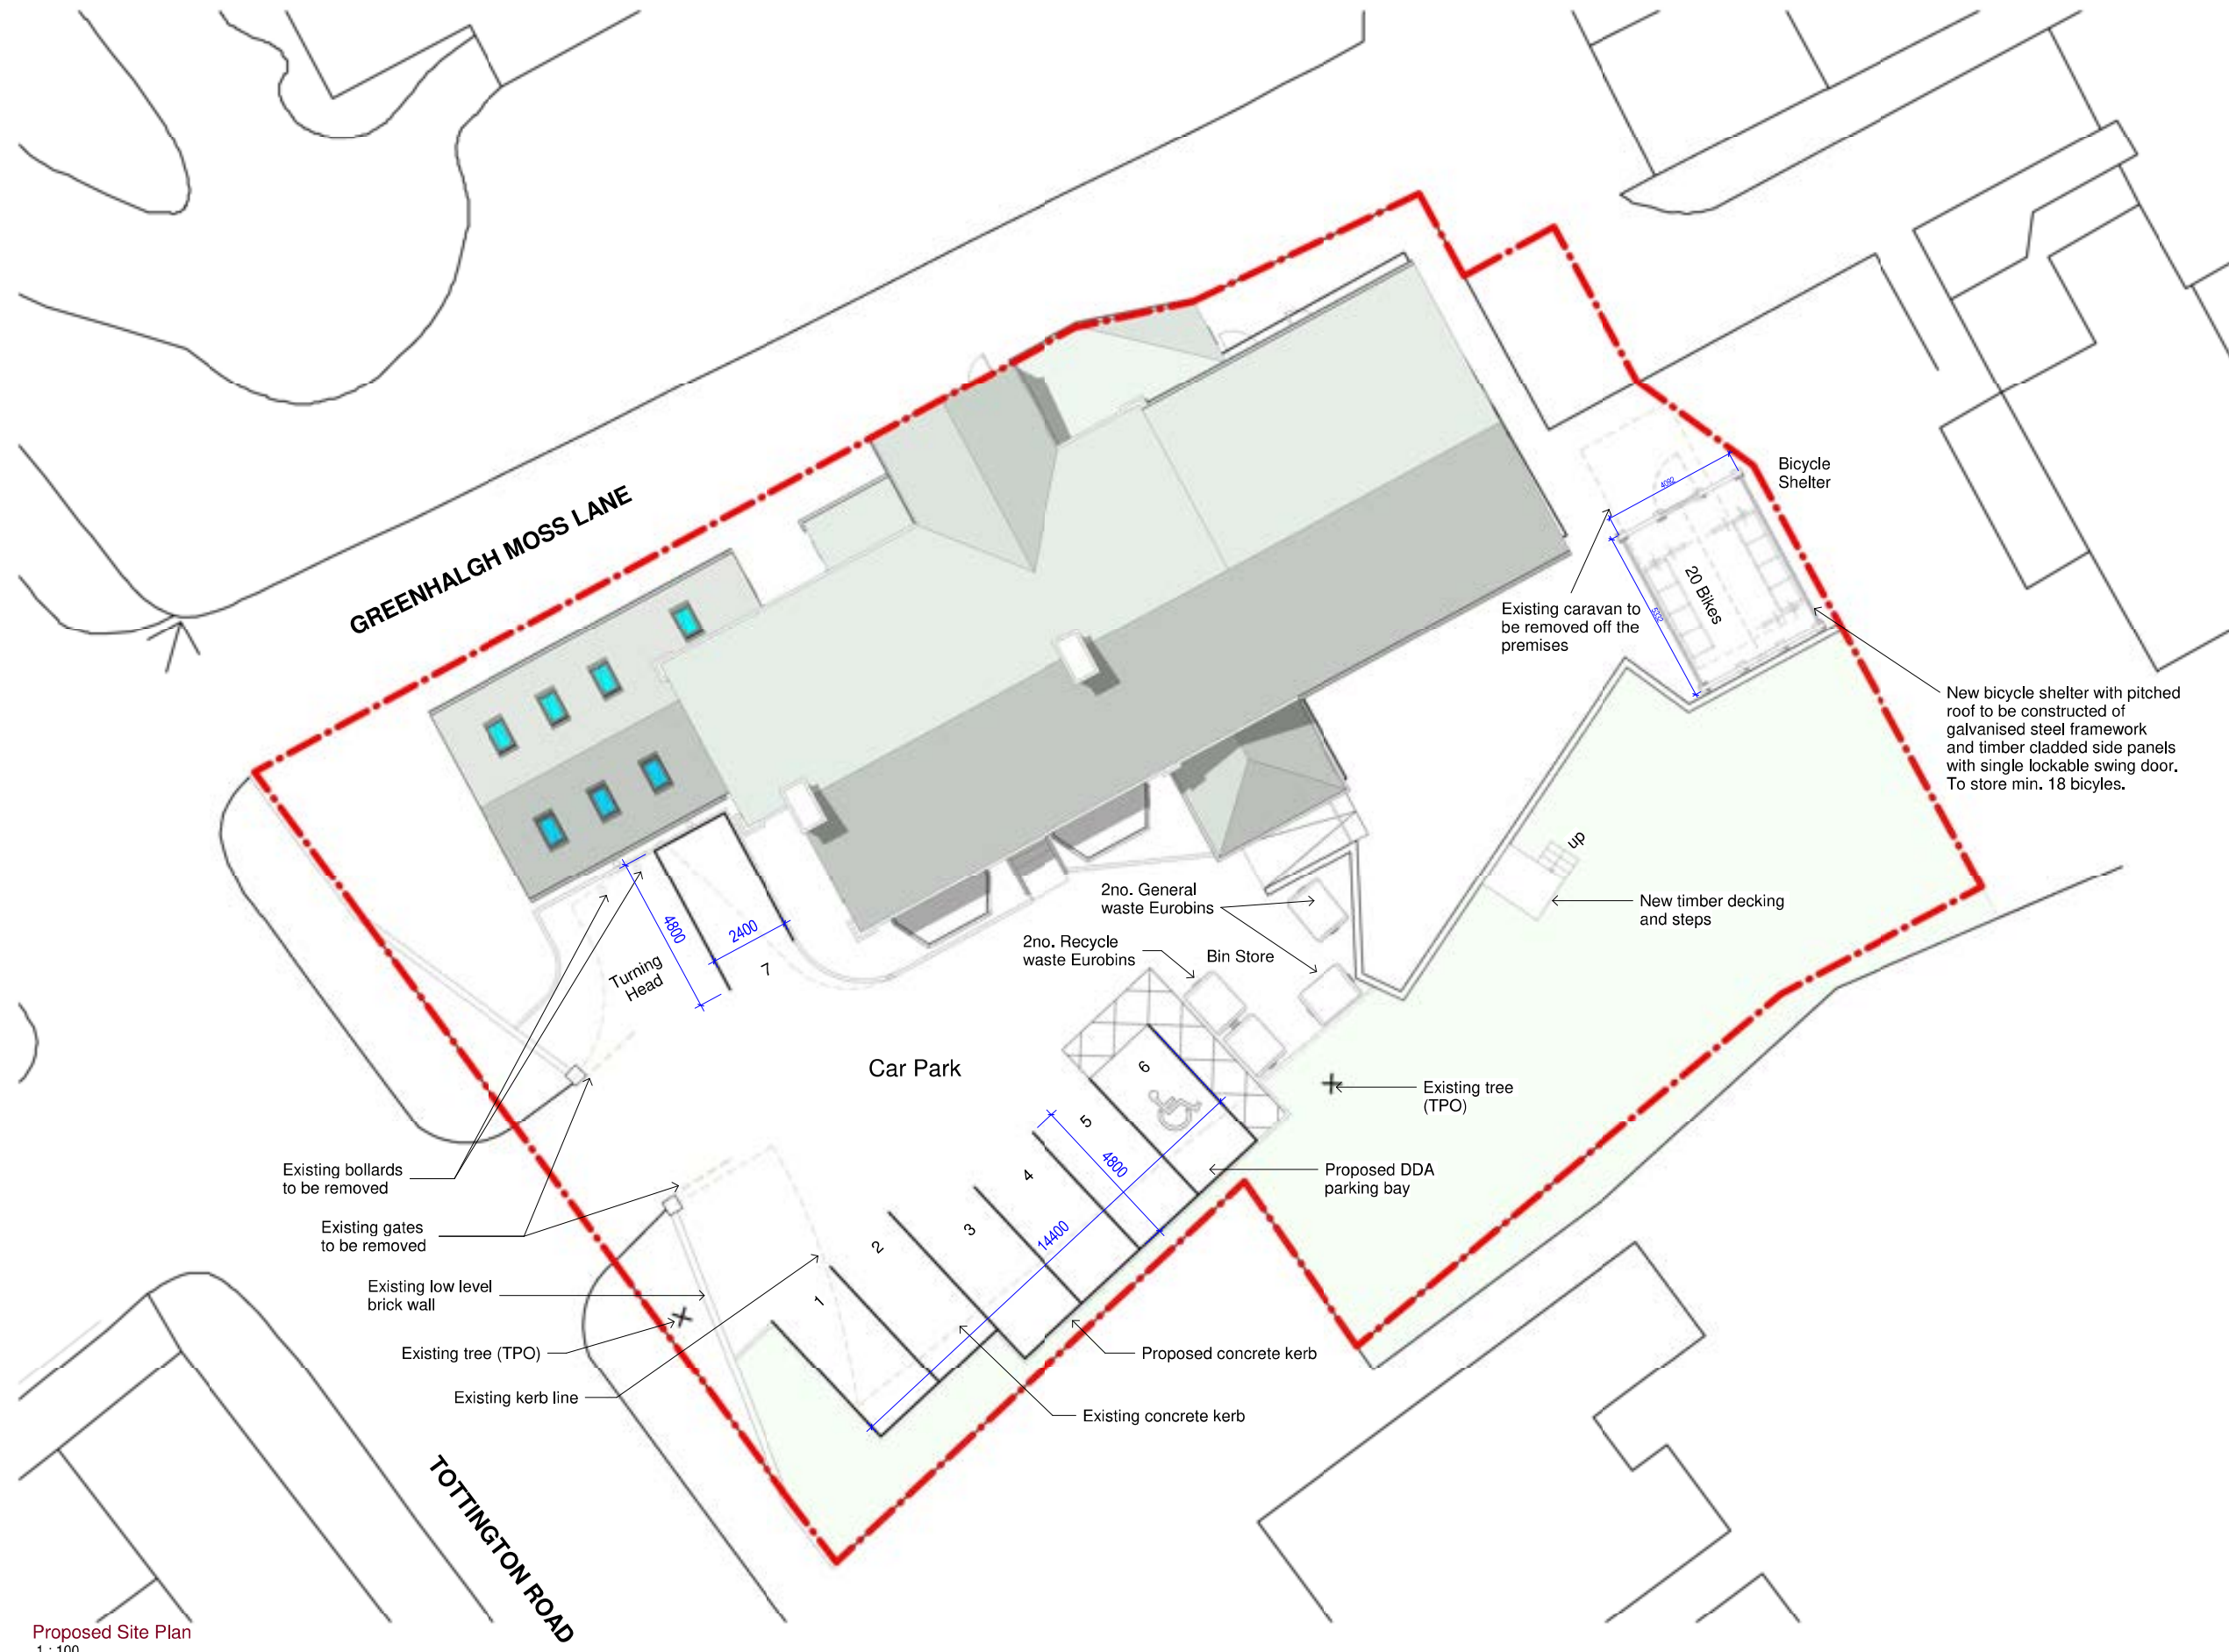 GREENHALGH MOSS LANE
Bicycle
Shelter
4092
5332
20 Bikes
Existing caravan to
be removed off the
premises
New bicycle shelter with pitched
roof to be constructed of
galvanised steel framework
and timber cladded side panels
with single lockable swing door.
To store min. 18 bicyles.
up
New timber decking
and steps
2no. General
waste Eurobins
2no. Recycle
waste Eurobins
Bin Store
4800
2400
7
Turning
Head
Car Park
6
5
4
3
2
1
4800
14400
Existing tree
(TPO)
Proposed DDA
parking bay
Existing bollards
to be removed
Existing gates
to be removed
Existing low level
brick wall
Existing tree (TPO)
Existing kerb line
Proposed concrete kerb
Existing concrete kerb
TOTTINGTON ROAD
Proposed Site Plan
1 : 100